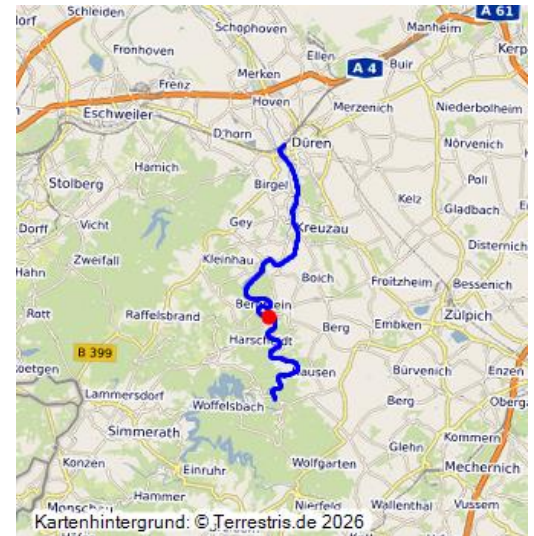 Schleiden
A 61
Schophoven
Manheim
Fronhoven
Ellen
A 4
Buir
Kerp
Merken
Frenz
Hoven
Merzenich
Niederbolheim
Eschweiler
D'horn
Düren
Nörvenich
Hamich
Birgel
Poll
Stolberg
Kelz
Gladbach
Dorff
Vicht
Gey
Kreuzau
Disternich
Zweifall
Kleinhau
Hahn
Boich
Froitzheim
Bessenich
Rott
Raffelsbrand
Berg
Embken
Zülpich
Harscheidt
B 399
Hausen
Bürvenich
Enzen
Lammersdorf
Woffelsbach
Berg
Oberga
Simmerath
Glehn
Kommern
Konzen
Einruhr
Wolfgarten
Mechernich
Hammer
Monschau
Nierfeld
Wallenthal
Vussem
Kartenhintergrund: © Terrestris.de 2026